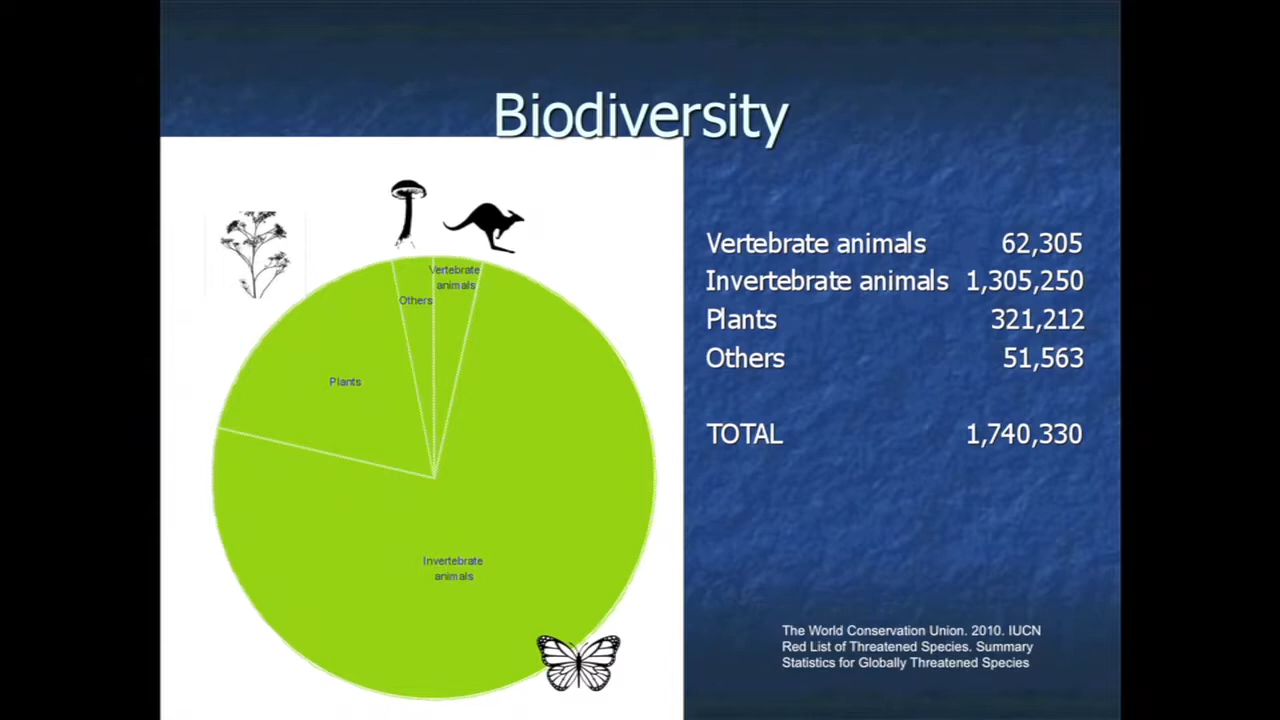 Biodiversity
Vertebrate
animals
Others
Plants
Invertebrate
animals
Vertebrate animals 62,305
Invertebrate animals 1,305,250
Plants 321,212
Others 51,563
TOTAL 1,740,330
The World Conservation Union. 2010. IUCN
Red List of Threatened Species. Summary
Statistics for Globally Threatened Species